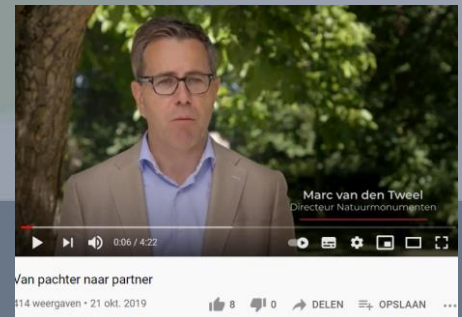 Marc van den Tweel
Directeur Natuurmonumenten
0:06 / 4:22
Van pachter naar partner
414 weergaven • 21 okt. 2019
8
0
DELEN
OPSLAAN